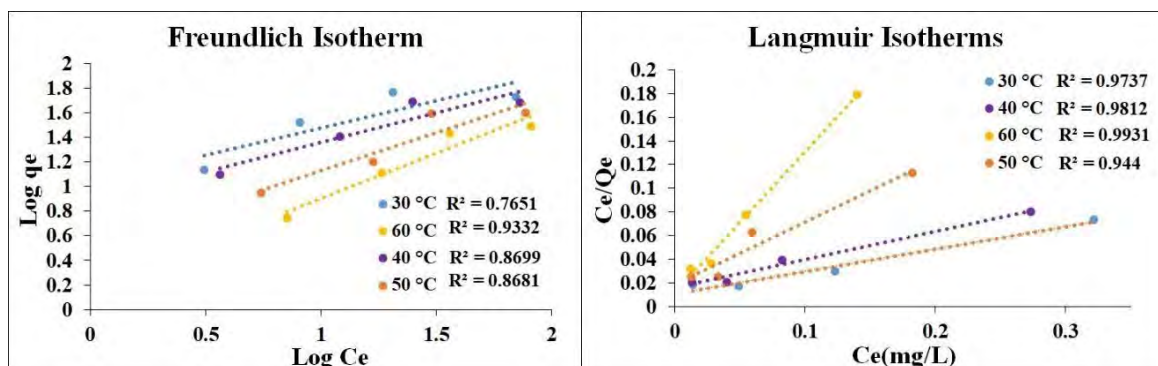 Freundlich Isotherm
Log qe
2
1.8
1.6
1.4
1.2
1
0.8
0.6
0.4
0.2
0
0
0.5
1
1.5
2
Log Ce
30 °C R² = 0.7651
60 °C R² = 0.9332
40 °C R² = 0.8699
50 °C R² = 0.8681
Langmuir Isotherms
Ce/Qe
0.2
0.18
0.16
0.14
0.12
0.1
0.08
0.06
0.04
0.02
0
0
0.1
0.2
0.3
Ce(mg/L)
30 °C R² = 0.9737
40 °C R² = 0.9812
60 °C R² = 0.9931
50 °C R² = 0.944